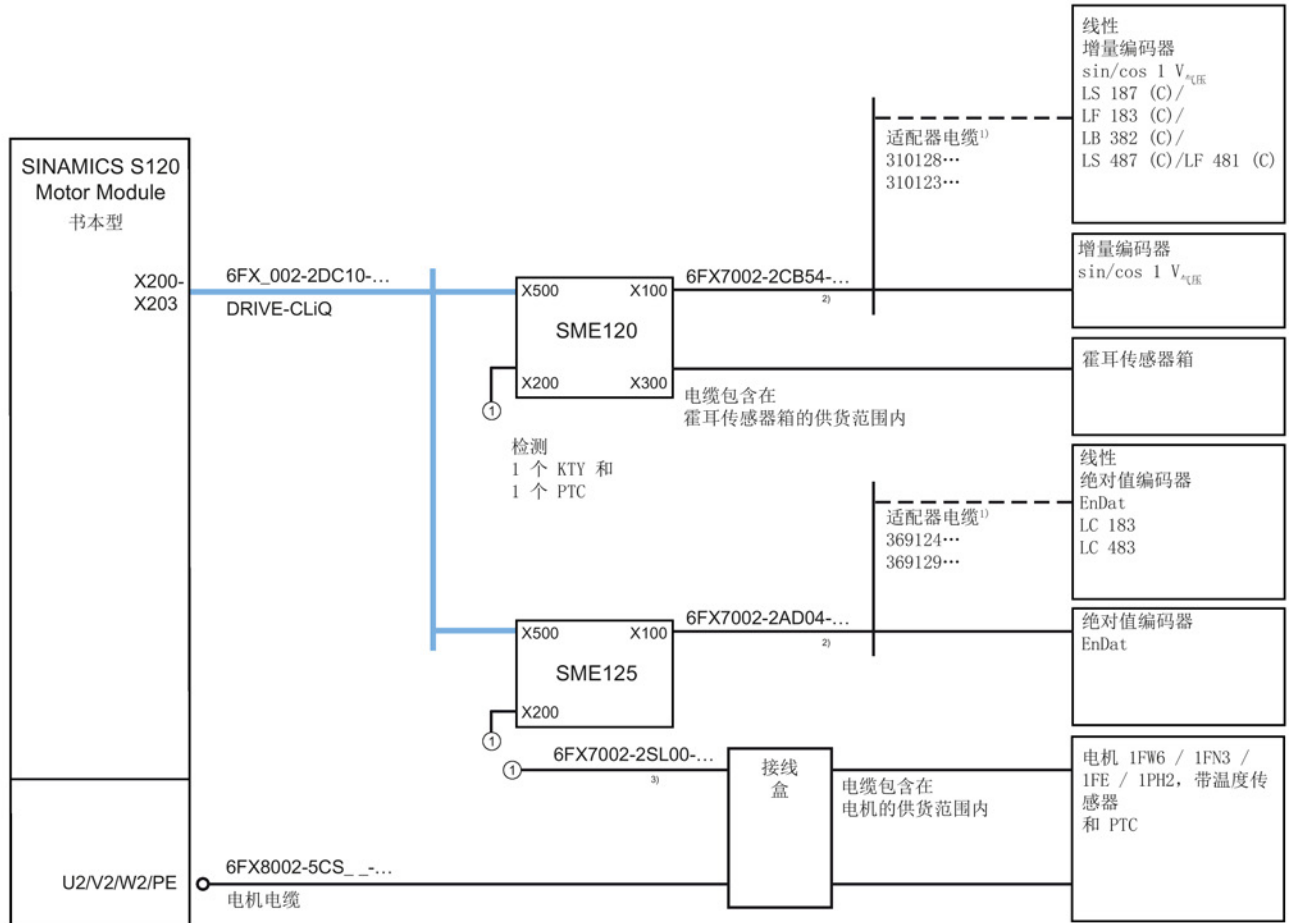 SINAMICS S120
Motor Module
书本型
X200-
X203
U2/V2/W2/PE
6FX_002-2DC10-…
DRIVE-CLiQ
X500
X100
SME120
X200
X300
①
检测
1 个 KTY 和
1 个 PTC
6FX7002-2CB54-…
2)
适配器电缆1)
310128…
310123…
电缆包含在
霍耳传感器箱的供货范围内
线性
增量编码器
sin/cos 1 V气压
LS 187 (C)/
LF 183 (C)/
LB 382 (C)/
LS 487 (C)/LF 481 (C)
增量编码器
sin/cos 1 V气压
霍耳传感器箱
X500
X100
SME125
X200
①
6FX7002-2AD04-…
2)
适配器电缆1)
369124…
369129…
线性
绝对值编码器
EnDat
LC 183
LC 483
绝对值编码器
EnDat
①
6FX7002-2SL00-…
3)
接线
盒
电缆包含在
电机的供货范围内
电机 1FW6 / 1FN3 /
1FE / 1PH2, 带温度传
感器
和 PTC
6FX8002-5CS_ _-…
电机电缆